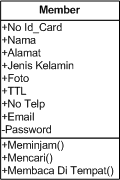 Member
+No Id_Card
+Nama
+Alamat
+Jenis Kelamin
+Foto
+TTL
+No Telp
+Email
-Password
+Meminjam()
+Mencari()
+Membaca Di Tempat()